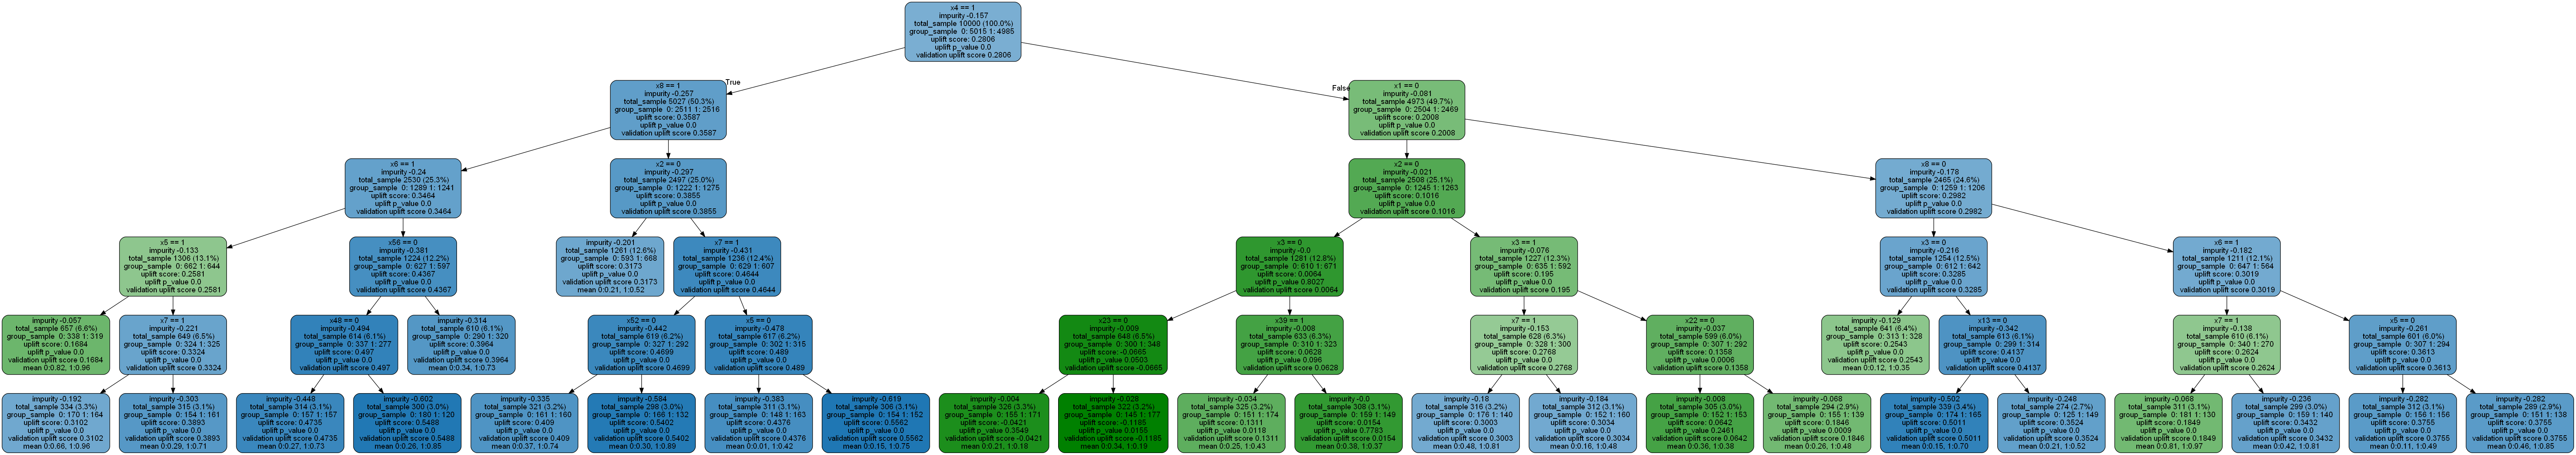 x4 == 1
impurity -0.157
total_sample 10000 (100.0%)
group_sample 0: 5015 1: 4985
uplift score: 0.2806
uplift p_value 0.0
validation uplift score 0.2806
True
False
x8 == 1
impurity -0.257
total_sample 5027 (50.3%)
group_sample 0: 2511 1: 2516
uplift score: 0.3587
uplift p_value 0.0
validation uplift score 0.3587
x1 == 0
impurity -0.081
total_sample 4973 (49.7%)
group_sample 0: 2504 1: 2469
uplift score: 0.2008
uplift p_value 0.0
validation uplift score 0.2008
x6 == 1
impurity -0.24
total_sample 2530 (25.3%)
group_sample 0: 1289 1: 1241
uplift score: 0.3464
uplift p_value 0.0
validation uplift score 0.3464
x2 == 0
impurity -0.297
total_sample 2497 (25.0%)
group_sample 0: 1222 1: 1275
uplift score: 0.3855
uplift p_value 0.0
validation uplift score 0.3855
x2 == 0
impurity -0.021
total_sample 2508 (25.1%)
group_sample 0: 1245 1: 1263
uplift score: 0.1016
uplift p_value 0.0
validation uplift score 0.1016
x8 == 0
impurity -0.178
total_sample 2465 (24.6%)
group_sample 0: 1259 1: 1206
uplift score: 0.2982
uplift p_value 0.0
validation uplift score 0.2982
x5 == 1
impurity -0.133
total_sample 1306 (13.1%)
group_sample 0: 662 1: 644
uplift score: 0.2581
uplift p_value 0.0
validation uplift score 0.2581
x56 == 0
impurity -0.381
total_sample 1224 (12.2%)
group_sample 0: 627 1: 597
uplift score: 0.4367
uplift p_value 0.0
validation uplift score 0.4367
impurity -0.201
total_sample 1261 (12.6%)
group_sample 0: 593 1: 668
uplift score: 0.3173
uplift p_value 0.0
validation uplift score 0.3173
mean 0:0.21, 1:0.52
x7 == 1
impurity -0.431
total_sample 1236 (12.4%)
group_sample 0: 629 1: 607
uplift score: 0.4644
uplift p_value 0.0
validation uplift score 0.4644
x3 == 0
impurity -0.0
total_sample 1281 (12.8%)
group_sample 0: 610 1: 671
uplift score: 0.0064
uplift p_value 0.8027
validation uplift score 0.0064
x3 == 1
impurity -0.076
total_sample 1227 (12.3%)
group_sample 0: 635 1: 592
uplift score: 0.195
uplift p_value 0.0
validation uplift score 0.195
x3 == 0
impurity -0.216
total_sample 1254 (12.5%)
group_sample 0: 612 1: 642
uplift score: 0.3285
uplift p_value 0.0
validation uplift score 0.3285
x6 == 1
impurity -0.182
total_sample 1211 (12.1%)
group_sample 0: 647 1: 564
uplift score: 0.3019
uplift p_value 0.0
validation uplift score 0.3019
impurity -0.057
total_sample 657 (6.6%)
group_sample 0: 338 1: 319
uplift score: 0.1684
uplift p_value 0.0
validation uplift score 0.1684
mean 0:0.82, 1:0.96
x7 == 1
impurity -0.221
total_sample 649 (6.5%)
group_sample 0: 324 1: 325
uplift score: 0.3324
uplift p_value 0.0
validation uplift score 0.3324
x48 == 0
impurity -0.494
total_sample 614 (6.1%)
group_sample 0: 337 1: 277
uplift score: 0.497
uplift p_value 0.0
validation uplift score 0.497
impurity -0.314
total_sample 610 (6.1%)
group_sample 0: 290 1: 320
uplift score: 0.3964
uplift p_value 0.0
validation uplift score 0.3964
mean 0:0.34, 1:0.73
x52 == 0
impurity -0.442
total_sample 619 (6.2%)
group_sample 0: 327 1: 292
uplift score: 0.4699
uplift p_value 0.0
validation uplift score 0.4699
x5 == 0
impurity -0.478
total_sample 617 (6.2%)
group_sample 0: 302 1: 315
uplift score: 0.489
uplift p_value 0.0
validation uplift score 0.489
x23 == 0
impurity -0.009
total_sample 648 (6.5%)
group_sample 0: 300 1: 348
uplift score: -0.0665
uplift p_value 0.0503
validation uplift score -0.0665
x39 == 1
impurity -0.008
total_sample 633 (6.3%)
group_sample 0: 310 1: 323
uplift score: 0.0628
uplift p_value 0.096
validation uplift score 0.0628
x7 == 1
impurity -0.153
total_sample 628 (6.3%)
group_sample 0: 328 1: 300
uplift score: 0.2768
uplift p_value 0.0
validation uplift score 0.2768
x22 == 0
impurity -0.037
total_sample 599 (6.0%)
group_sample 0: 307 1: 292
uplift score: 0.1358
uplift p_value 0.0006
validation uplift score 0.1358
impurity -0.129
total_sample 641 (6.4%)
group_sample 0: 313 1: 328
uplift score: 0.2543
uplift p_value 0.0
validation uplift score 0.2543
mean 0:0.12, 1:0.35
x13 == 0
impurity -0.342
total_sample 613 (6.1%)
group_sample 0: 299 1: 314
uplift score: 0.4137
uplift p_value 0.0
validation uplift score 0.4137
x7 == 1
impurity -0.138
total_sample 610 (6.1%)
group_sample 0: 340 1: 270
uplift score: 0.2624
uplift p_value 0.0
validation uplift score 0.2624
x5 == 0
impurity -0.261
total_sample 601 (6.0%)
group_sample 0: 307 1: 294
uplift score: 0.3613
uplift p_value 0.0
validation uplift score 0.3613
impurity -0.192
total_sample 334 (3.3%)
group_sample 0: 170 1: 164
uplift score: 0.3102
uplift p_value 0.0
validation uplift score 0.3102
mean 0:0.66, 1:0.96
impurity -0.303
total_sample 315 (3.1%)
group_sample 0: 154 1: 161
uplift score: 0.3893
uplift p_value 0.0
validation uplift score 0.3893
mean 0:0.29, 1:0.71
impurity -0.448
total_sample 314 (3.1%)
group_sample 0: 157 1: 157
uplift score: 0.4735
uplift p_value 0.0
validation uplift score 0.4735
mean 0:0.27, 1:0.73
impurity -0.602
total_sample 300 (3.0%)
group_sample 0: 180 1: 120
uplift score: 0.5488
uplift p_value 0.0
validation uplift score 0.5488
mean 0:0.26, 1:0.85
impurity -0.335
total_sample 321 (3.2%)
group_sample 0: 161 1: 160
uplift score: 0.409
uplift p_value 0.0
validation uplift score 0.409
mean 0:0.37, 1:0.74
impurity -0.584
total_sample 298 (3.0%)
group_sample 0: 166 1: 132
uplift score: 0.5402
uplift p_value 0.0
validation uplift score 0.5402
mean 0:0.30, 1:0.89
impurity -0.383
total_sample 311 (3.1%)
group_sample 0: 148 1: 163
uplift score: 0.4376
uplift p_value 0.0
validation uplift score 0.4376
mean 0:0.01, 1:0.42
impurity -0.619
total_sample 306 (3.1%)
group_sample 0: 154 1: 152
uplift score: 0.5562
uplift p_value 0.0
validation uplift score 0.5562
mean 0:0.15, 1:0.75
impurity -0.004
total_sample 326 (3.3%)
group_sample 0: 155 1: 171
uplift score: -0.0421
uplift p_value 0.3549
validation uplift score -0.0421
mean 0:0.21, 1:0.18
impurity -0.028
total_sample 322 (3.2%)
group_sample 0: 145 1: 177
uplift score: -0.1185
uplift p_value 0.0155
validation uplift score -0.1185
mean 0:0.34, 1:0.19
impurity -0.034
total_sample 325 (3.2%)
group_sample 0: 151 1: 174
uplift score: 0.1311
uplift p_value 0.0118
validation uplift score 0.1311
mean 0:0.25, 1:0.43
impurity -0.0
total_sample 308 (3.1%)
group_sample 0: 159 1: 149
uplift score: 0.0154
uplift p_value 0.7783
validation uplift score 0.0154
mean 0:0.38, 1:0.37
impurity -0.18
total_sample 316 (3.2%)
group_sample 0: 176 1: 140
uplift score: 0.3003
uplift p_value 0.0
validation uplift score 0.3003
mean 0:0.48, 1:0.81
impurity -0.184
total_sample 312 (3.1%)
group_sample 0: 152 1: 160
uplift score: 0.3034
uplift p_value 0.0
validation uplift score 0.3034
mean 0:0.16, 1:0.48
impurity -0.008
total_sample 305 (3.0%)
group_sample 0: 152 1: 153
uplift score: 0.0642
uplift p_value 0.2461
validation uplift score 0.0642
mean 0:0.36, 1:0.38
impurity -0.068
total_sample 294 (2.9%)
group_sample 0: 155 1: 139
uplift score: 0.1846
uplift p_value 0.0009
validation uplift score 0.1846
mean 0:0.26, 1:0.48
impurity -0.502
total_sample 339 (3.4%)
group_sample 0: 174 1: 165
uplift score: 0.5011
uplift p_value 0.0
validation uplift score 0.5011
mean 0:0.15, 1:0.70
impurity -0.248
total_sample 274 (2.7%)
group_sample 0: 125 1: 149
uplift score: 0.3524
uplift p_value 0.0
validation uplift score 0.3524
mean 0:0.21, 1:0.52
impurity -0.068
total_sample 311 (3.1%)
group_sample 0: 181 1: 130
uplift score: 0.1849
uplift p_value 0.0
validation uplift score 0.1849
mean 0:0.81, 1:0.97
impurity -0.236
total_sample 299 (3.0%)
group_sample 0: 159 1: 140
uplift score: 0.3432
uplift p_value 0.0
validation uplift score 0.3432
mean 0:0.42, 1:0.81
impurity -0.282
total_sample 312 (3.1%)
group_sample 0: 156 1: 156
uplift score: 0.3755
uplift p_value 0.0
validation uplift score 0.3755
mean 0:0.11, 1:0.49
impurity -0.282
total_sample 289 (2.9%)
group_sample 0: 151 1: 138
uplift score: 0.3755
uplift p_value 0.0
validation uplift score 0.3755
mean 0:0.46, 1:0.85